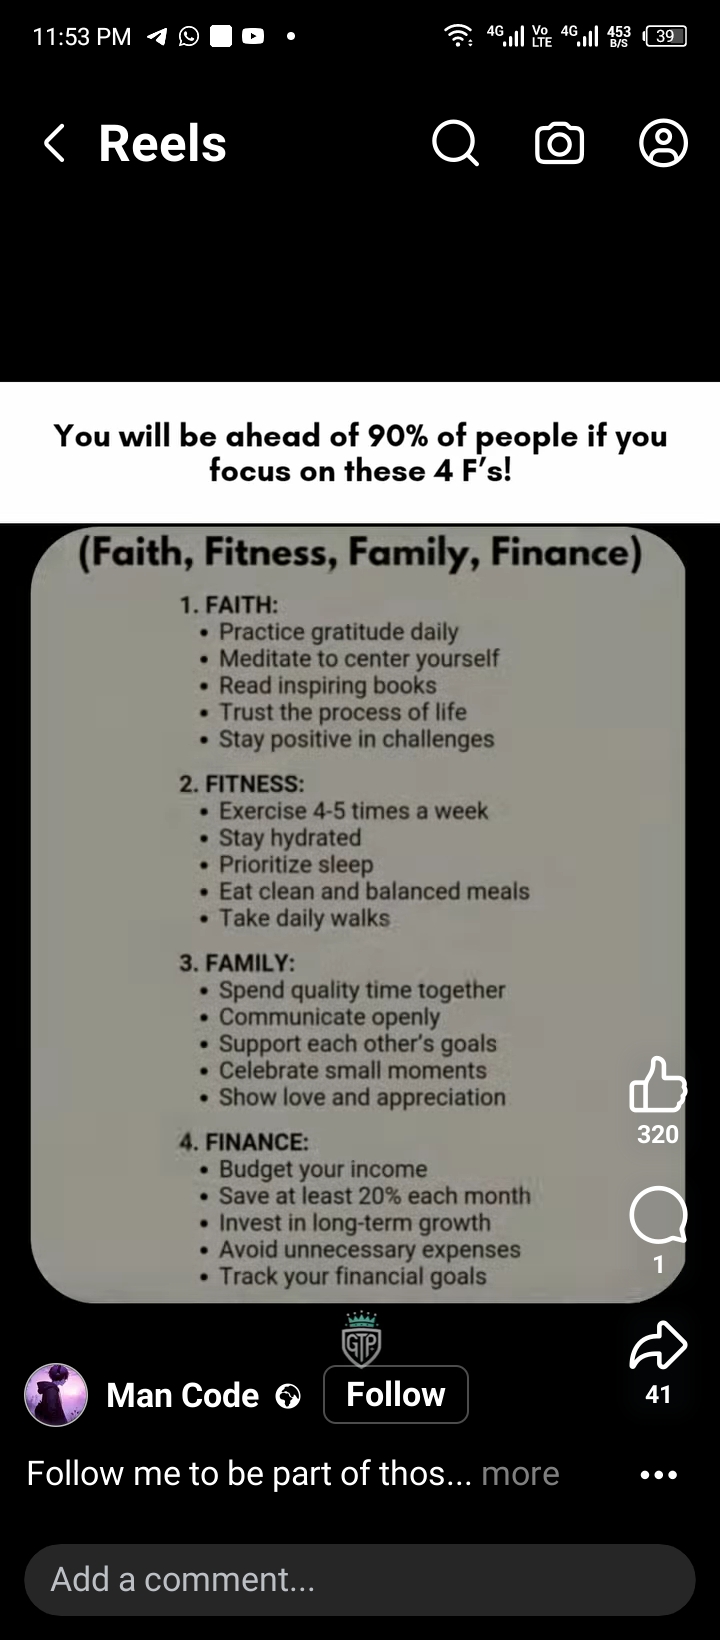 11:53 PM
4G Vo LTE 4G 453 B/S 39
Reels
You will be ahead of 90% of people if you
focus on these 4 F's!
(Faith, Fitness, Family, Finance)
1. FAITH:
• Practice gratitude daily
• Meditate to center yourself
• Read inspiring books
• Trust the process of life
• Stay positive in challenges
2. FITNESS:
• Exercise 4-5 times a week
• Stay hydrated
• Prioritize sleep
• Eat clean and balanced meals
• Take daily walks
3. FAMILY:
• Spend quality time together
• Communicate openly
• Support each other's goals
• Celebrate small moments
• Show love and appreciation
320
4. FINANCE:
• Budget your income
• Save at least 20% each month
• Invest in long-term growth
• Avoid unnecessary expenses
• Track your financial goals
1
GTP
Man Code
Follow
41
Follow me to be part of thos... more
Add a comment...